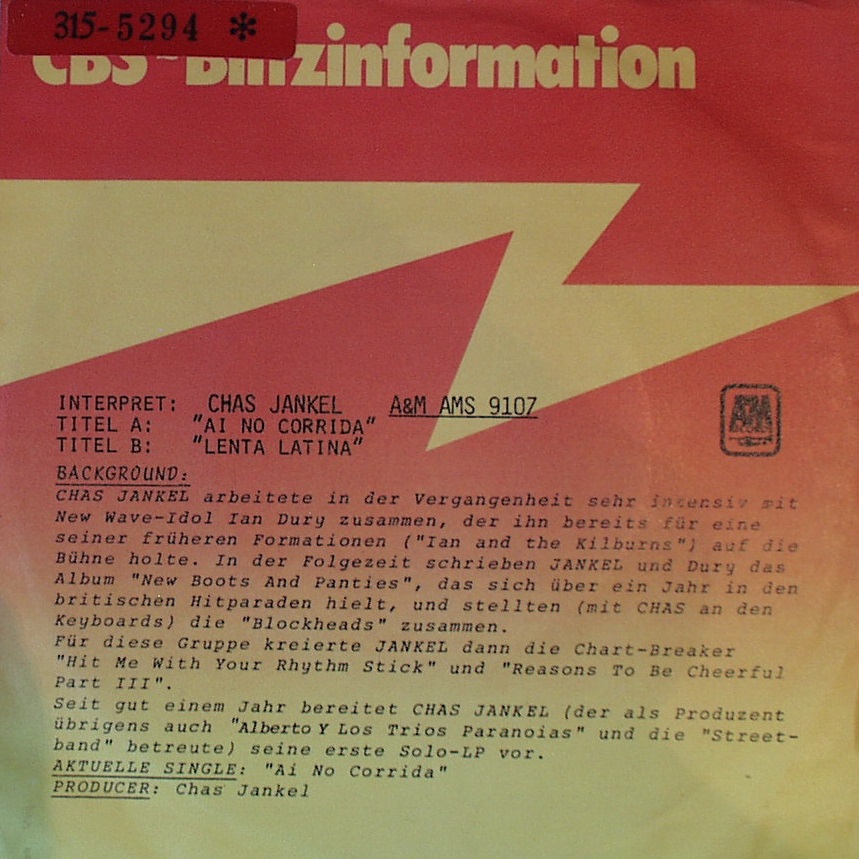 315-5294 *
CBS-Blitzinformation
INTERPRET: CHAS JANKEL A&M AMS 9107
TITEL A: "AI NO CORRIDA"
TITEL B: "LENTA LATINA"
A&M
BACKGROUND:
CHAS JANKEL arbeitete in der Vergangenheit sehr intensiv mit
New Wave-Idol Ian Dury zusammen, der ihn bereits für eine
seiner früheren Formationen ("Ian and the Kilburns") auf die
Bühne holte. In der Folgezeit schrieben JANKEL und Dury das
Album "New Boots And Panties", das sich über ein Jahr in den
britischen Hitparaden hielt, und stellten (mit CHAS an den
Keyboards) die "Blockheads" zusammen.
Für diese Gruppe kreierte JANKEL dann die Chart-Breaker
"Hit Me With Your Rhythm Stick" und "Reasons To Be Cheerful
Part III".
Seit gut einem Jahr bereitet CHAS JANKEL (der als Produzent
übrigens auch "Alberto Y Los Trios Paranoias" und die "Street-
band" betreute) seine erste Solo-LP vor.
AKTUELLE SINGLE: "Ai No Corrida"
PRODUCER: Chas Jankel